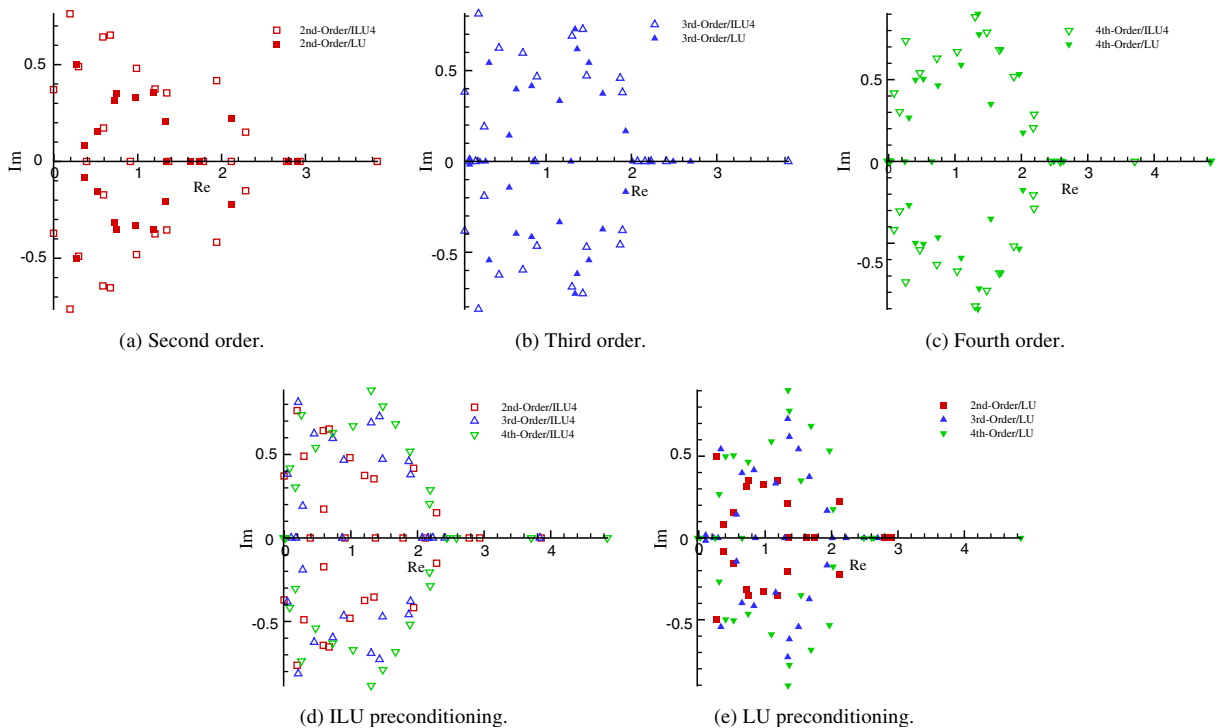 2nd-Order/ILU4
2nd-Order/LU
0.5
0
-0.5
Im
Re
1
2
3
(a) Second order.
3rd-Order/ILU4
3rd-Order/LU
0.5
0
-0.5
Im
Re
0
1
2
3
(b) Third order.
4th-Order/ILU4
4th-Order/LU
0.5
0
-0.5
Im
Re
0
1
2
3
4
(c) Fourth order.
2nd-Order/ILU4
3rd-Order/ILU4
4th-Order/ILU4
0.5
0
-0.5
Im
Re
0
1
2
3
4
(d) ILU preconditioning.
2nd-Order/LU
3rd-Order/LU
4th-Order/LU
0.5
0
-0.5
Im
Re
0
1
2
3
4
(e) LU preconditioning.